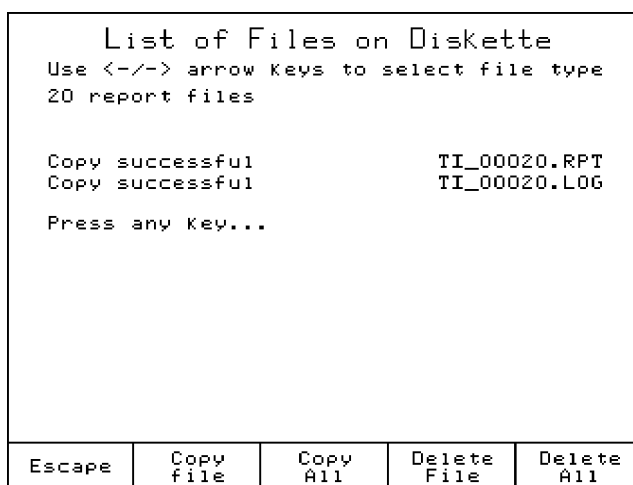 List of Files on Diskette
Use <-/-> arrow Keys to select file type
20 report files
Copy successful TI_00020.RPT
Copy successful TI_00020.LOG
Press any Key...
Escape
Copy file
Copy All
Delete File
Delete All